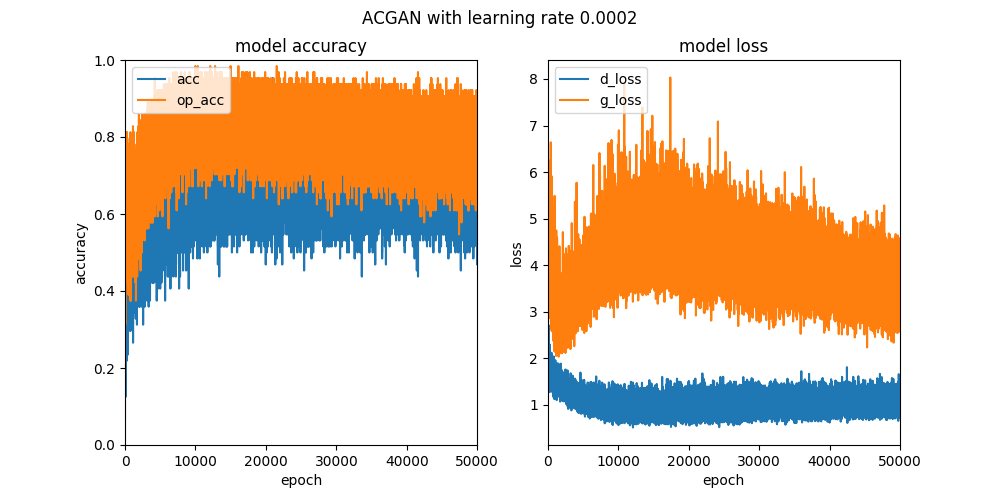 ACGAN with learning rate 0.0002
model accuracy
acc
op_acc
accuracy
1.0
0.8
0.6
0.4
0.2
0.0
0 10000 20000 30000 40000 50000
epoch
model loss
d_loss
g_loss
loss
8
7
6
5
4
3
2
1
0 10000 20000 30000 40000 50000
epoch